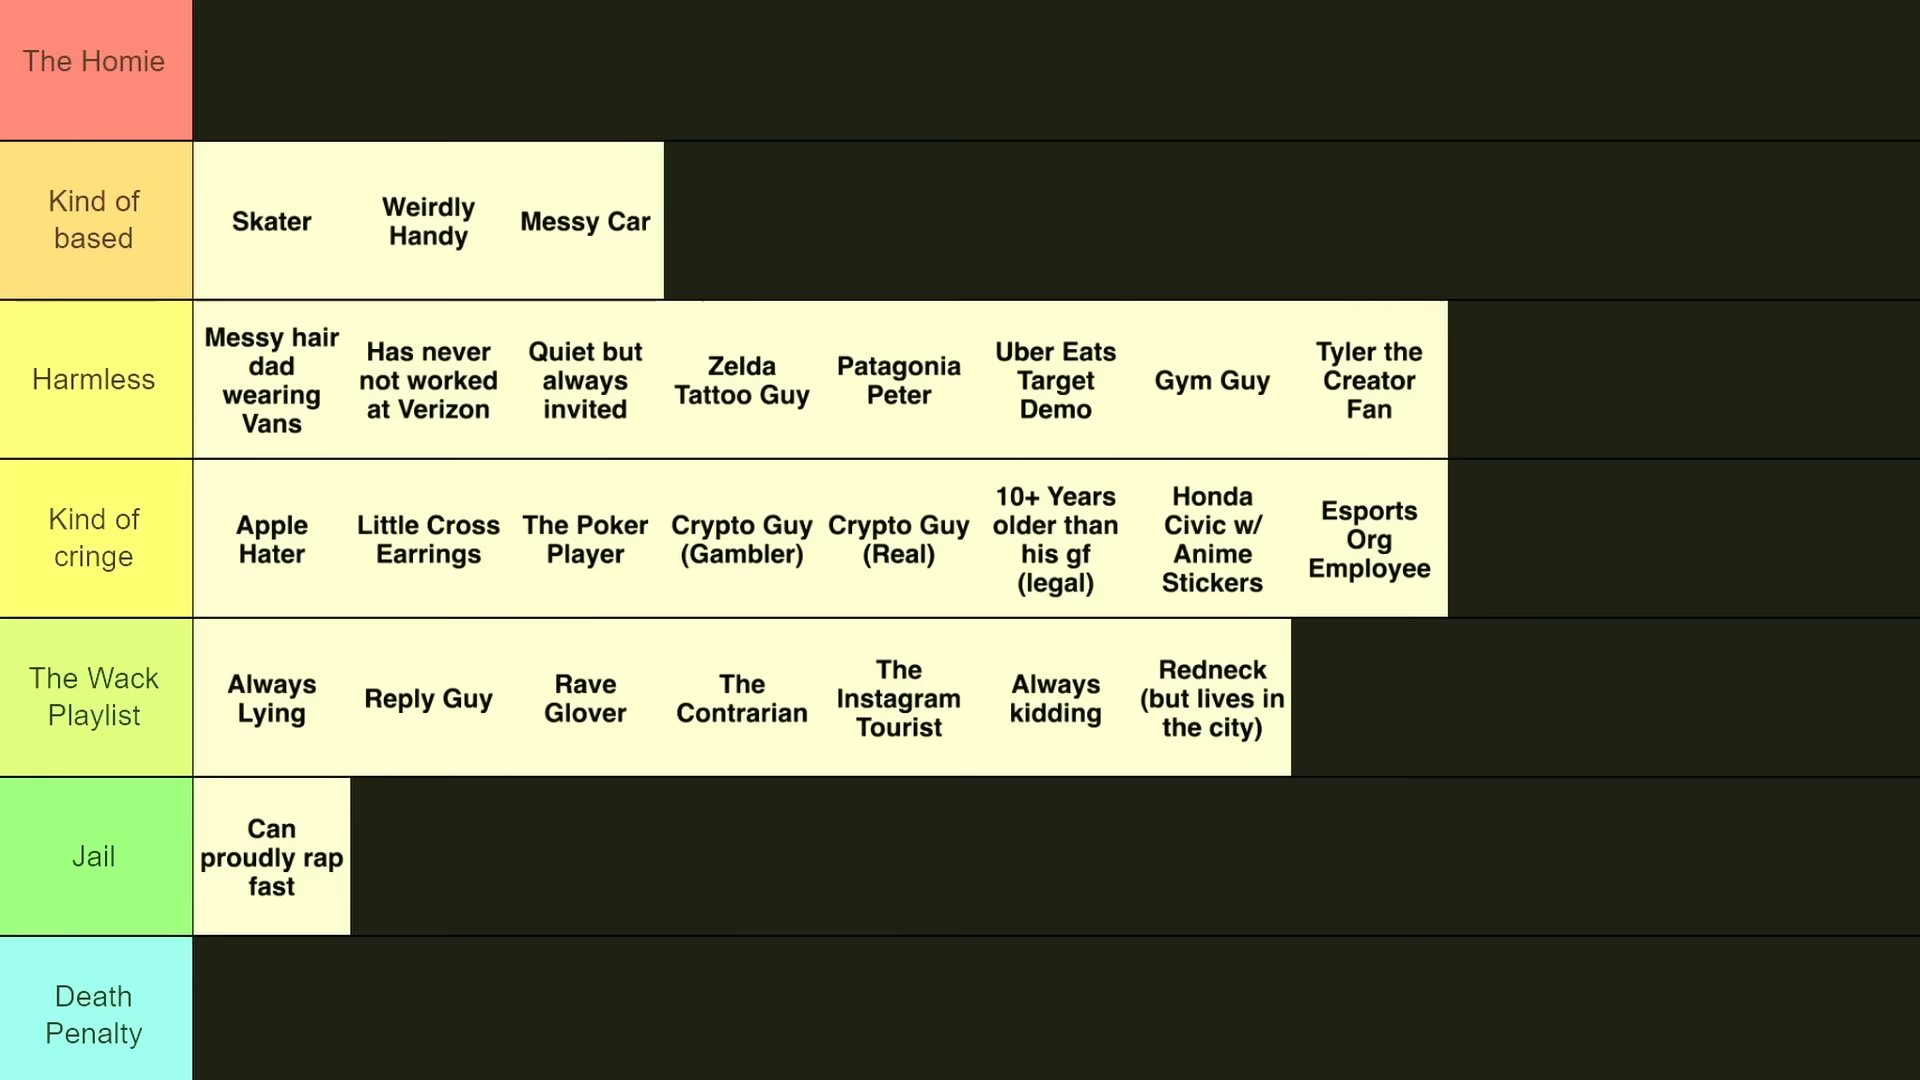 The Homie
Kind of
based
Skater
Weirdly
Handy
Messy Car
Harmless
Messy hair
dad
wearing
Vans
Has never
not worked
at Verizon
Quiet but
always
invited
Zelda
Tattoo Guy
Patagonia
Peter
Uber Eats
Target
Demo
Gym Guy
Tyler the
Creator
Fan
Kind of
cringe
Apple
Hater
Little Cross
Earrings
The Poker
Player
Crypto Guy
(Gambler)
Crypto Guy
(Real)
10+ Years
older than
his gf
(legal)
Honda
Civic w/
Anime
Stickers
Esports
Org
Employee
The Wack
Playlist
Always
Lying
Reply Guy
Rave
Glover
The
Contrarian
The
Instagram
Tourist
Always
kidding
Redneck
(but lives in
the city)
Jail
Can
proudly rap
fast
Death
Penalty